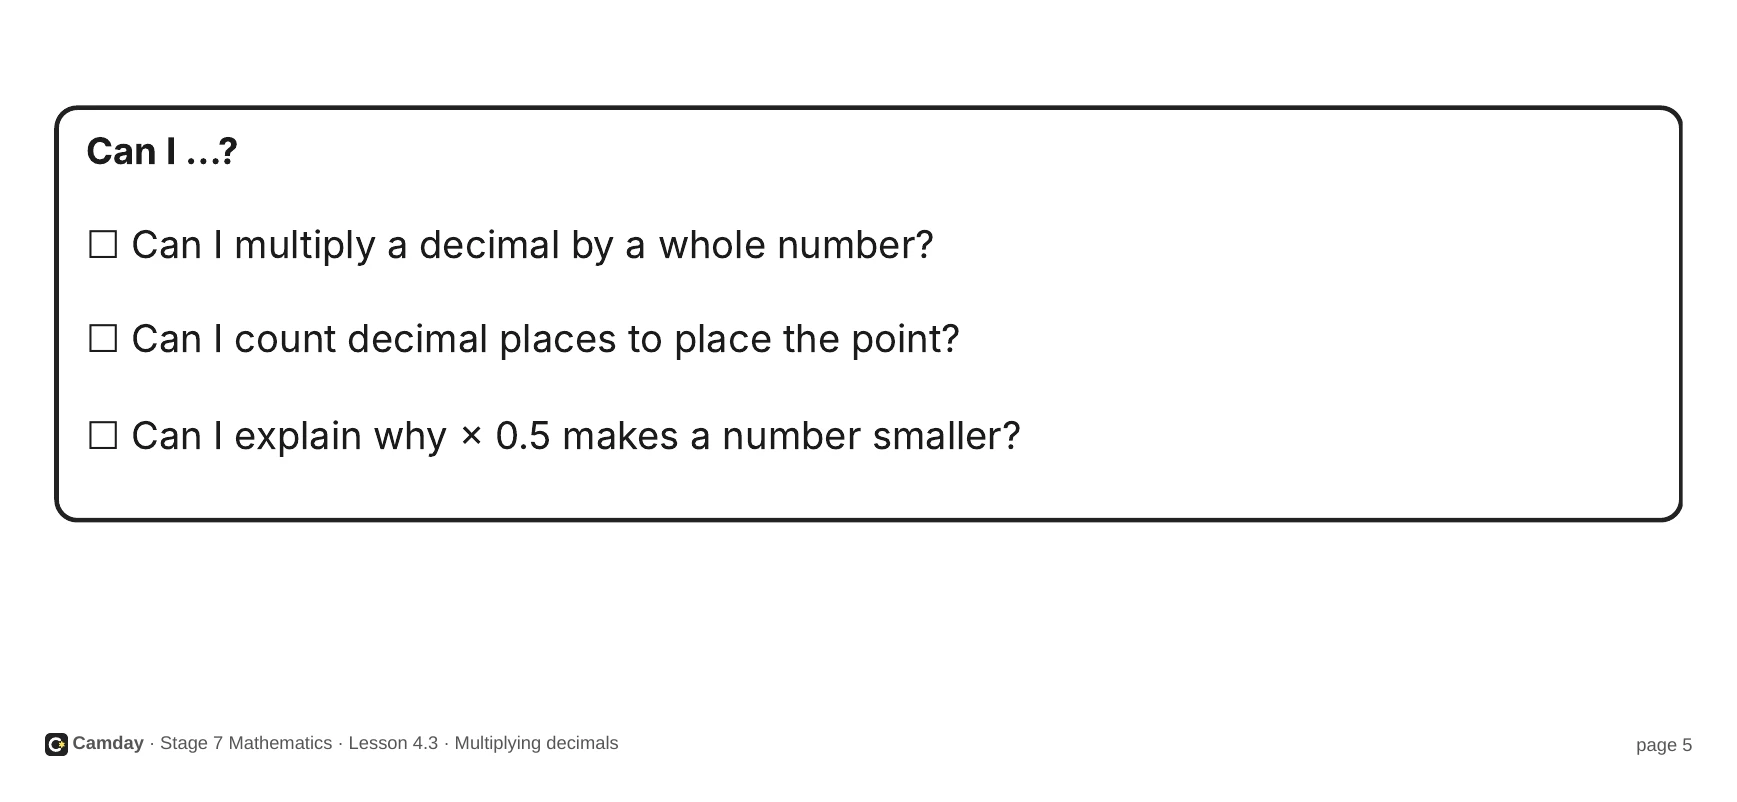 Can I …?
☐ Can I multiply a decimal by a whole number?
☐ Can I count decimal places to place the point?
☐ Can I explain why × 0.5 makes a number smaller?
Camday · Stage 7 Mathematics · Lesson 4.3 · Multiplying decimals
page 5